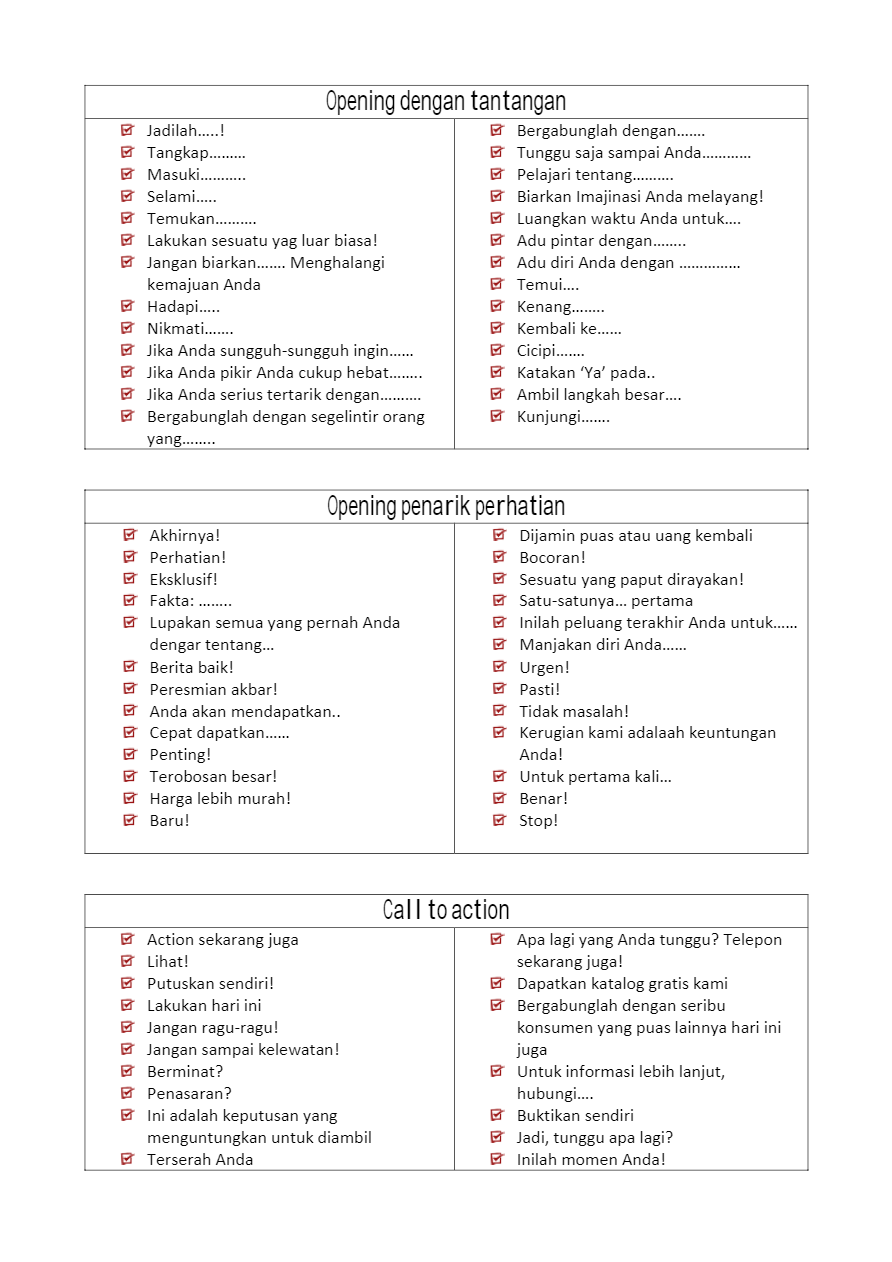 Opening dengan tantangan
Jadilah.....!
Tangkap.........
Masuki...........
Selami.....
Temukan..........
Lakukan sesuatu yag luar biasa!
Jangan biarkan....... Menghalangi
kemajuan Anda
Hadapi.....
Nikmati.......
Jika Anda sungguh-sungguh ingin......
Jika Anda pikir Anda cukup hebat........
Jika Anda serius tertarik dengan..........
Bergabunglah dengan segelintir orang
yang........
Bergabunglah dengan.......
Tunggu saja sampai Anda............
Pelajari tentang..........
Biarkan Imajinasi Anda melayang!
Luangkan waktu Anda untuk....
Adu pintar dengan........
Adu diri Anda dengan ...............
Temui....
Kenang........
Kembali ke......
Cicipi.......
Katakan ‘Ya’ pada..
Ambil langkah besar....
Kunjungi.......
Opening penarik perhatian
Akhirnya!
Perhatian!
Eksklusif!
Fakta: ........
Lupakan semua yang pernah Anda
dengar tentang...
Berita baik!
Peresmian akbar!
Anda akan mendapatkan..
Cepat dapatkan......
Penting!
Terobosan besar!
Harga lebih murah!
Baru!
Dijamin puas atau uang kembali
Bocoran!
Sesuatu yang paput dirayakan!
Satu-satunya... pertama
Inilah peluang terakhir Anda untuk......
Manjakan diri Anda......
Urgen!
Pasti!
Tidak masalah!
Kerugian kami adalaah keuntungan
Anda!
Untuk pertama kali...
Benar!
Stop!
Call to action
Action sekarang juga
Lihat!
Putuskan sendiri!
Lakukan hari ini
Jangan ragu-ragu!
Jangan sampai kelewatan!
Berminat?
Penasaran?
Ini adalah keputusan yang
menguntungkan untuk diambil
Terserah Anda
Apa lagi yang Anda tunggu? Telepon
sekarang juga!
Dapatkan katalog gratis kami
Bergabunglah dengan seribu
konsumen yang puas lainnya hari ini
juga
Untuk informasi lebih lanjut,
hubungi....
Buktikan sendiri
Jadi, tunggu apa lagi?
Inilah momen Anda!